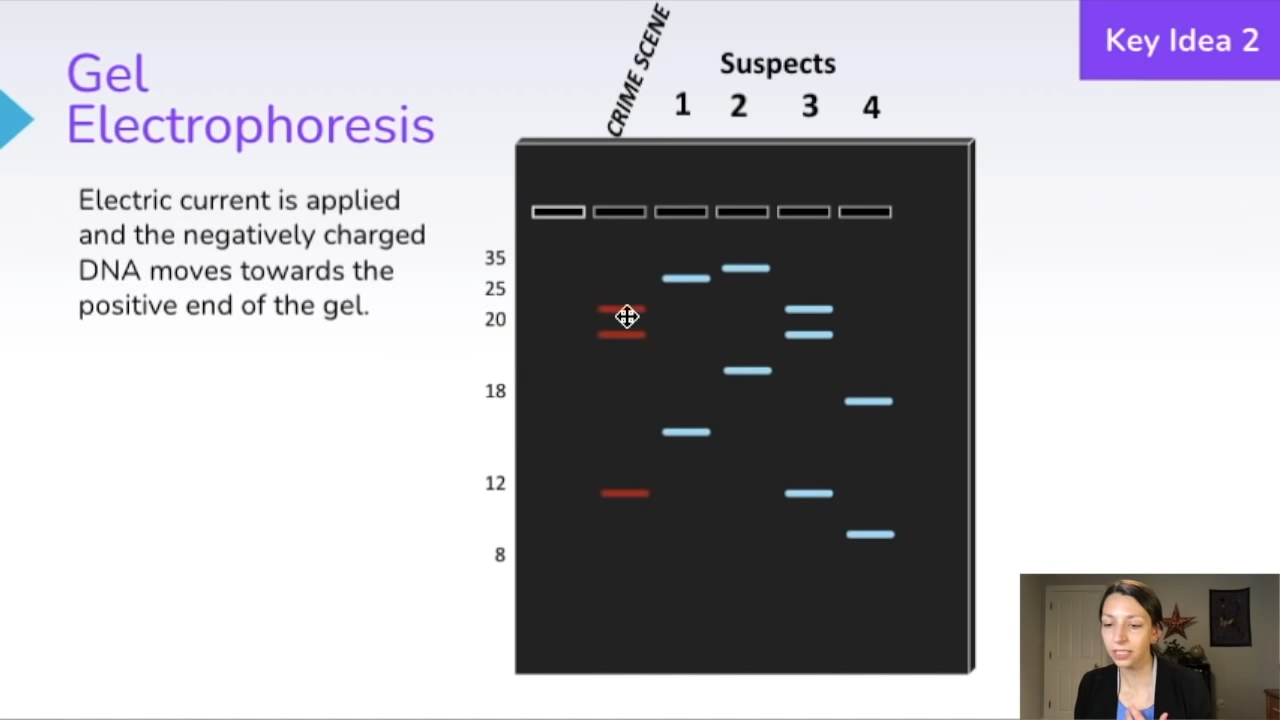 Key Idea 2
Gel
Electrophoresis
Electric current is applied
and the negatively charged
DNA moves towards the
positive end of the gel.
CRIME SCENE
Suspects
1 2 3 4
35
25
20
18
12
8